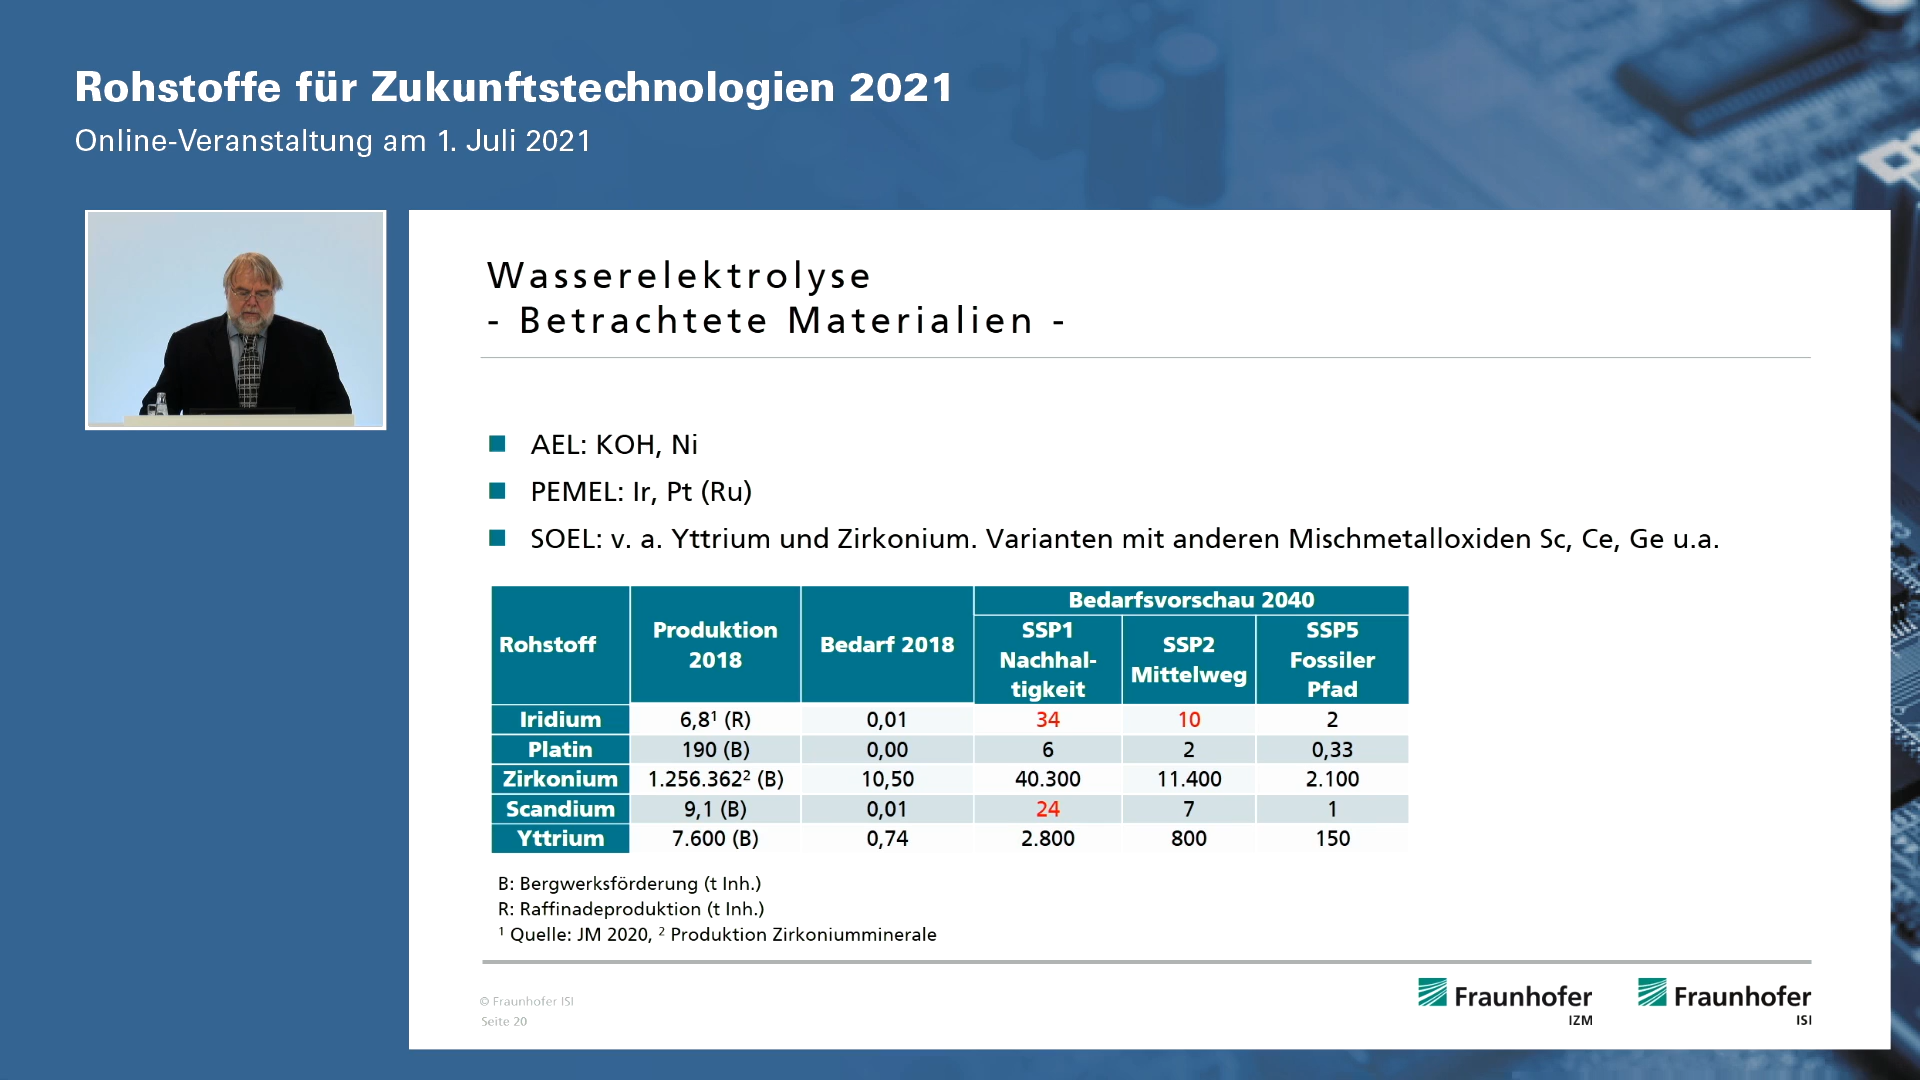 Rohstoffe für Zukunftstechnologien 2021
Online-Veranstaltung am 1. Juli 2021
Wasserelektrolyse
- Betrachtete Materialien -
AEL: KOH, Ni
PEMEL: Ir, Pt (Ru)
SOEL: v. a. Yttrium und Zirkonium. Varianten mit anderen Mischmetalloxiden Sc, Ce, Ge u.a.
Rohstoff Produktion 2018 Bedarf 2018 Bedarfsvorschau 2040
SSP1 Nachhal-tigkeit SSP2 Mittelweg SSP5 Fossiler Pfad
Iridium 6,8¹ (R) 0,01 34 10 2
Platin 190 (B) 0,00 6 2 0,33
Zirkonium 1.256.362² (B) 10,50 40.300 11.400 2.100
Scandium 9,1 (B) 0,01 24 7 1
Yttrium 7.600 (B) 0,74 2.800 800 150
B: Bergwerksförderung (t Inh.)
R: Raffinadeproduktion (t Inh.)
¹ Quelle: JM 2020, ² Produktion Zirkoniumminerale
© Fraunhofer ISI
Seite 20
Fraunhofer
IZM
Fraunhofer
ISI